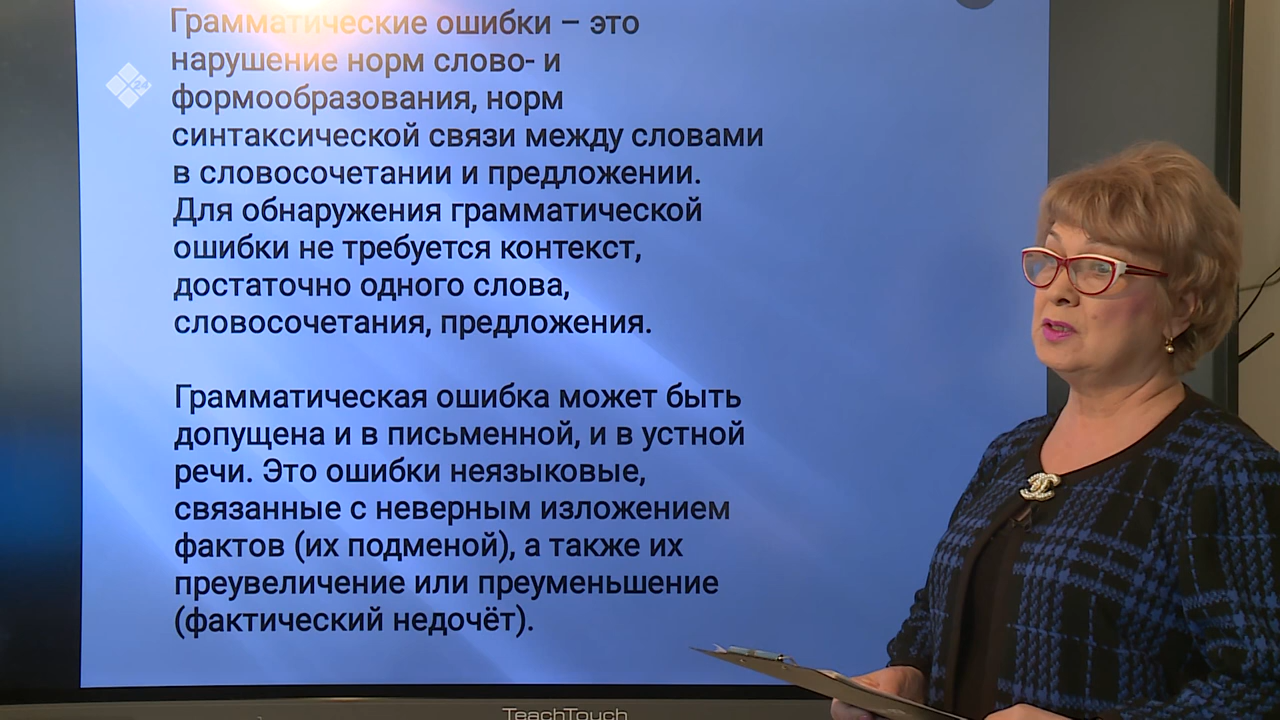 Грамматические ошибки – это
нарушение норм слово- и
формообразования, норм
синтаксической связи между словами
в словосочетании и предложении.
Для обнаружения грамматической
ошибки не требуется контекст,
достаточно одного слова,
словосочетания, предложения.
Грамматическая ошибка может быть
допущена и в письменной, и в устной
речи. Это ошибки неязыковые,
связанные с неверным изложением
фактов (их подменой), а также их
преувеличение или преуменьшение
(фактический недочёт).
24
TeachTouch